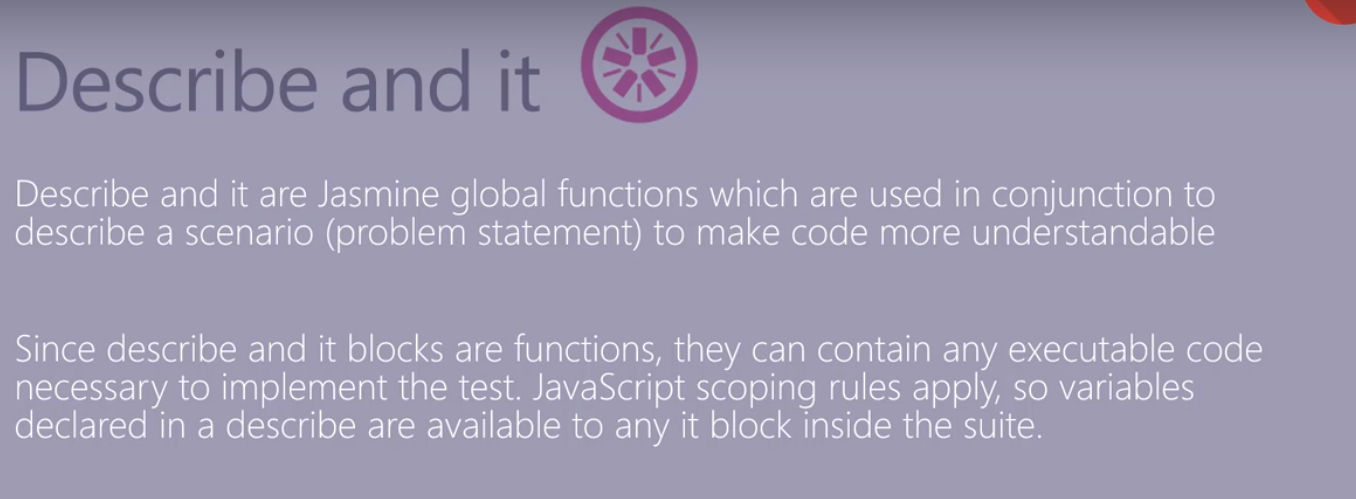 Describe and it
Describe and it are Jasmine global functions which are used in conjunction to
describe a scenario (problem statement) to make code more understandable
Since describe and it blocks are functions, they can contain any executable code
necessary to implement the test. JavaScript scoping rules apply, so variables
declared in a describe are available to any it block inside the suite.